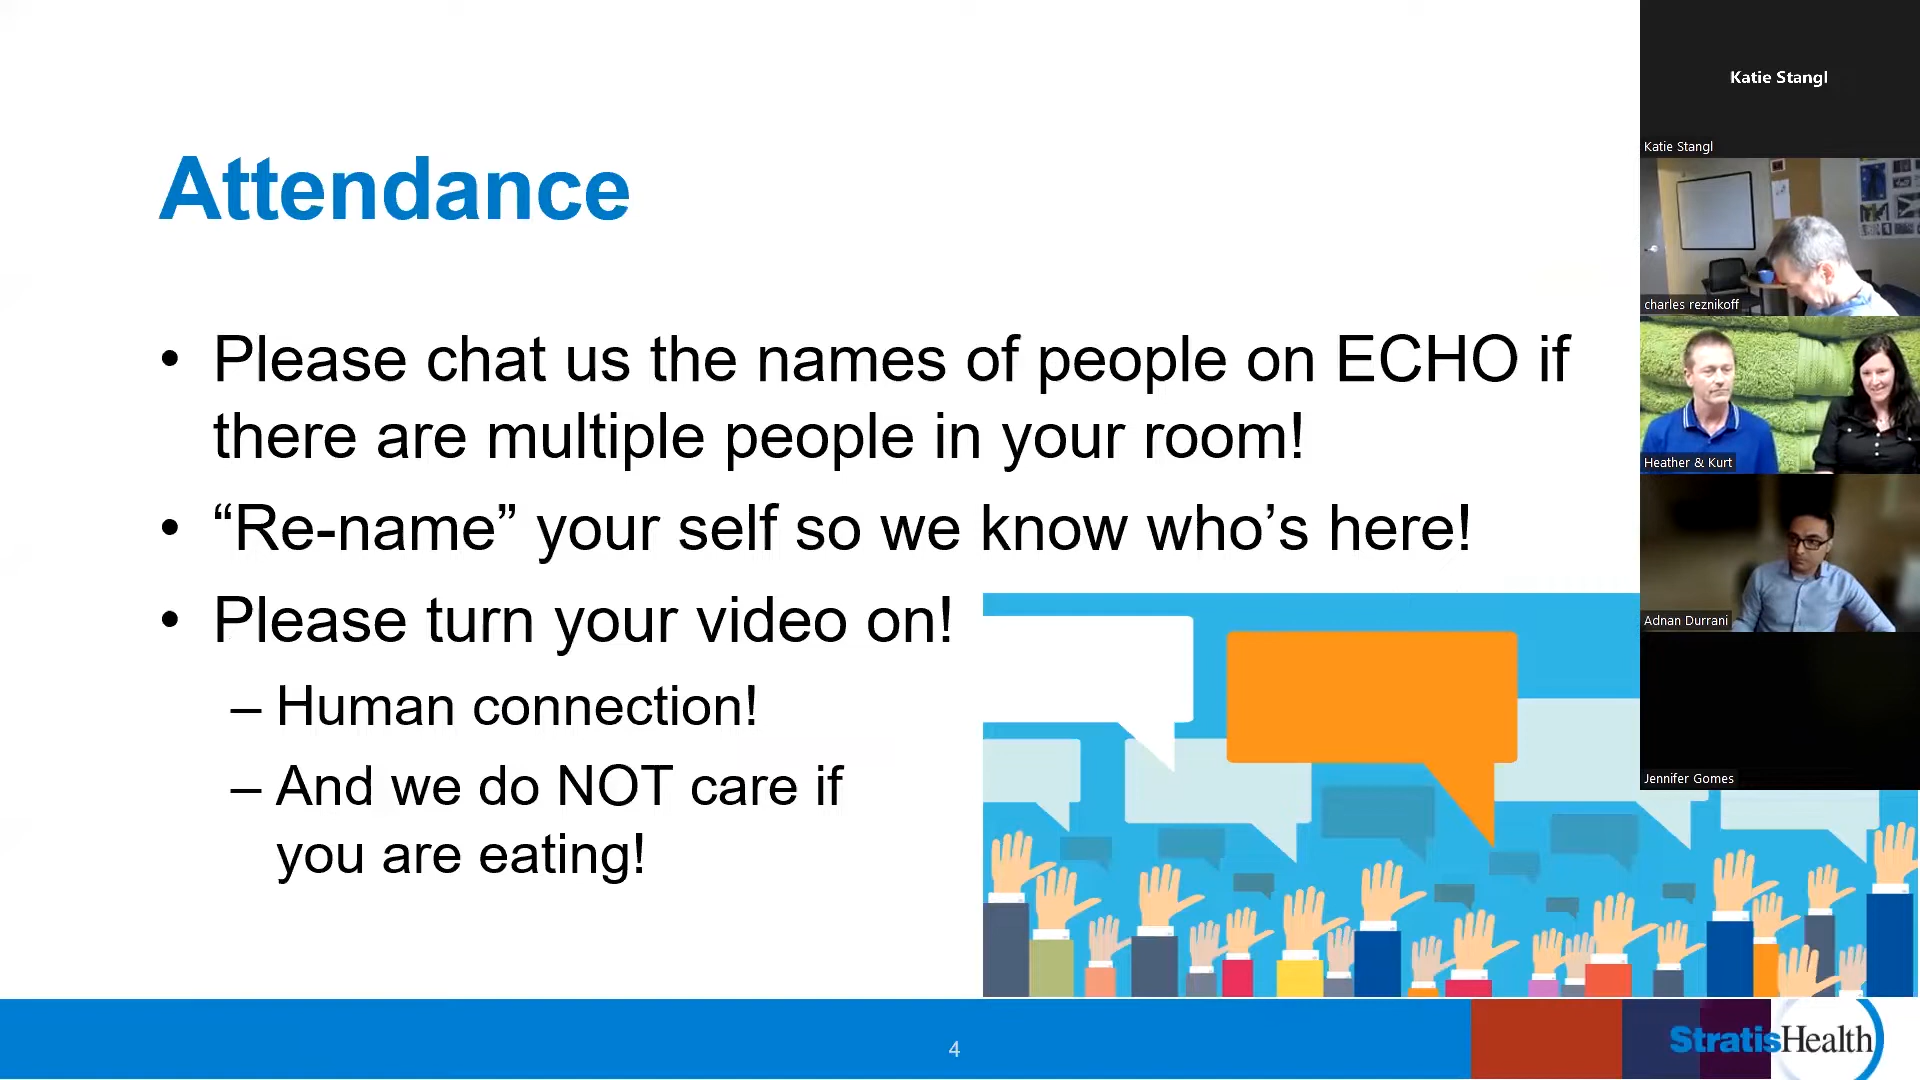 Attendance
• Please chat us the names of people on ECHO if
there are multiple people in your room!
• “Re-name” your self so we know who’s here!
• Please turn your video on!
– Human connection!
– And we do NOT care if
you are eating!
4
StratisHealth
Katie Stangl
Katie Stangl
charles reznikoff
Heather & Kurt
Adnan Durrani
Jennifer Gomes